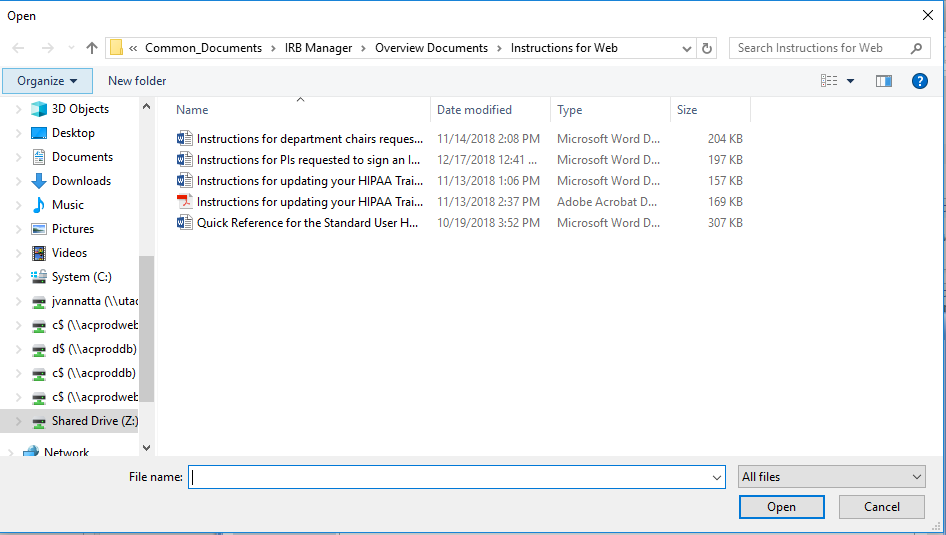 Open
« Common_Documents › IRB Manager › Overview Documents › Instructions for Web
Search Instructions for Web
Organize
New folder
?
3D Objects
Desktop
Documents
Downloads
Music
Pictures
Videos
System (C:)
jvannatta (\\utac
c$ (\\acprodweb
d$ (\\acproddb)
c$ (\\acproddb)
c$ (\\acprodweb
Shared Drive (Z:)
Network
Name Date modified Type Size
Instructions for department chairs reques... 11/14/2018 2:08 PM Microsoft Word D... 204 KB
Instructions for PIs requested to sign an I... 12/17/2018 12:41 ... Microsoft Word D... 197 KB
Instructions for updating your HIPAA Trai... 11/13/2018 1:06 PM Microsoft Word D... 157 KB
Instructions for updating your HIPAA Trai... 11/13/2018 2:37 PM Adobe Acrobat D... 169 KB
Quick Reference for the Standard User H... 10/19/2018 3:52 PM Microsoft Word D... 307 KB
File name:
All files
Open
Cancel